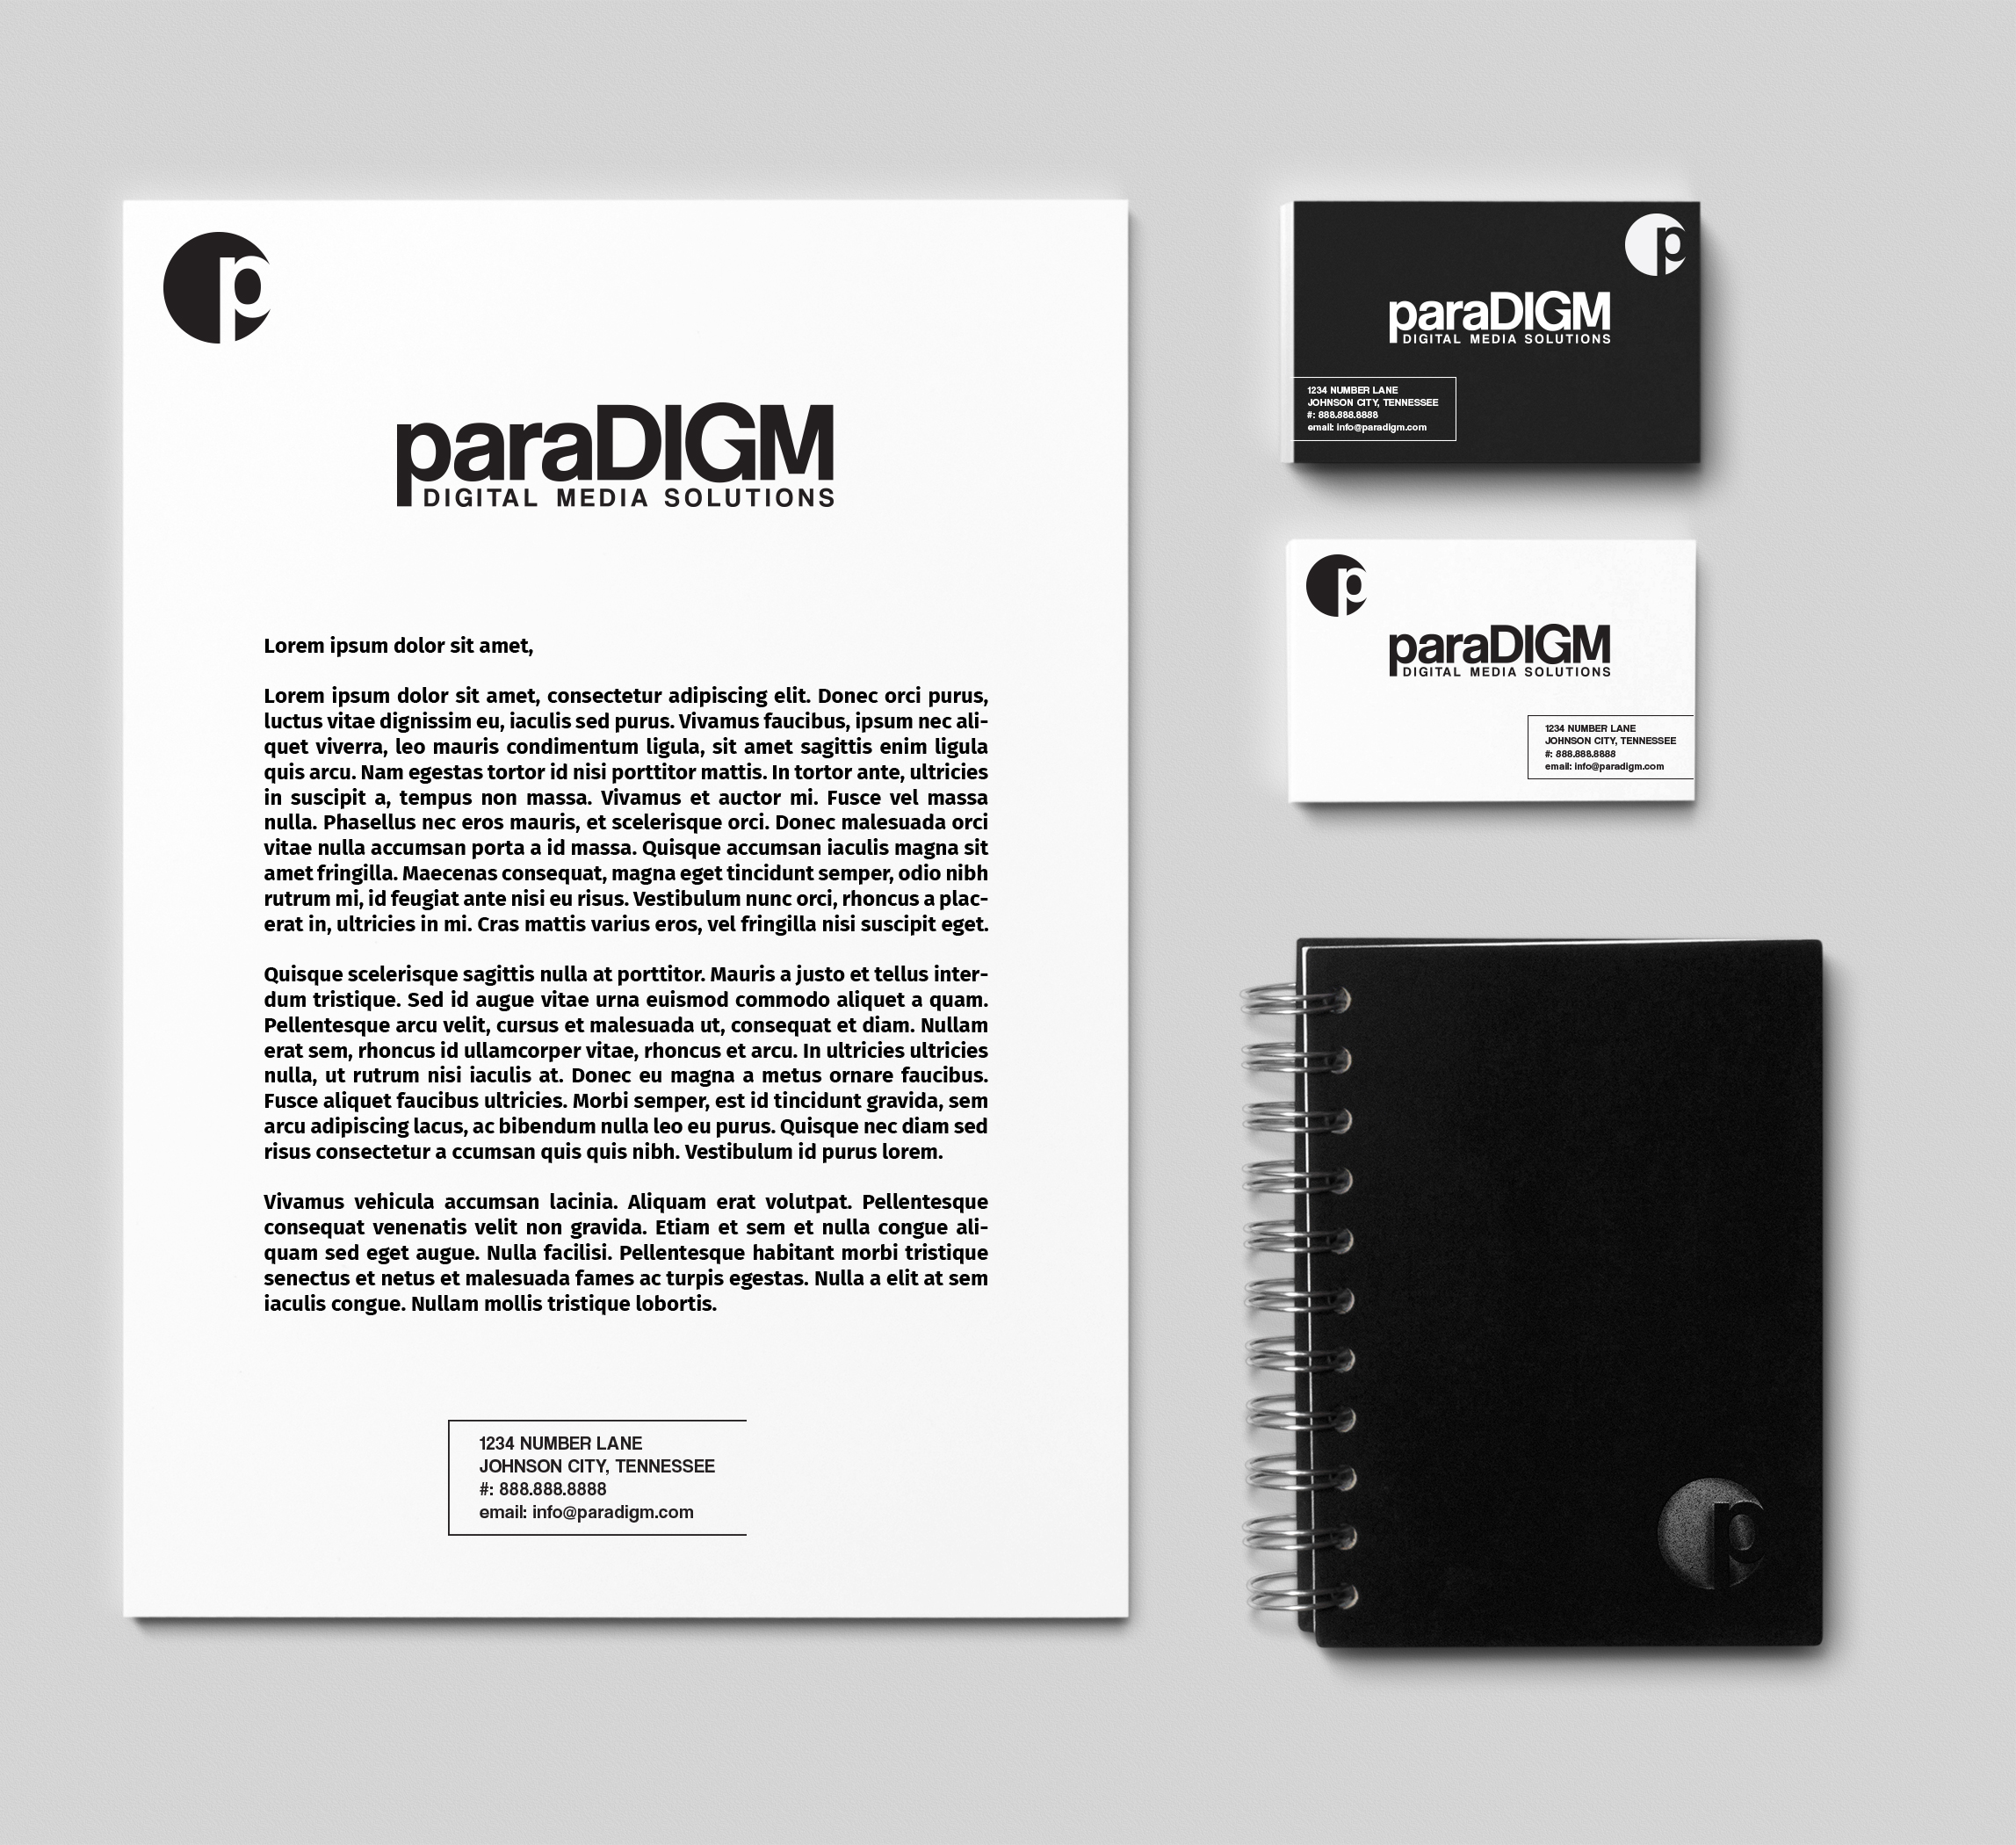 p
paraDIGM
DIGITAL MEDIA SOLUTIONS
Lorem ipsum dolor sit amet,
Lorem ipsum dolor sit amet, consectetur adipiscing elit. Donec orci purus,
luctus vitae dignissim eu, iaculis sed purus. Vivamus faucibus, ipsum nec ali-
quet viverra, leo mauris condimentum ligula, sit amet sagittis enim ligula
quis arcu. Nam egestas tortor id nisi porttitor mattis. In tortor ante, ultricies
in suscipit a, tempus non massa. Vivamus et auctor mi. Fusce vel massa
nulla. Phasellus nec eros mauris, et scelerisque orci. Donec malesuada orci
vitae nulla accumsan porta a id massa. Quisque accumsan iaculis magna sit
amet fringilla. Maecenas consequat, magna eget tincidunt semper, odio nibh
rutrum mi, id feugiat ante nisi eu risus. Vestibulum nunc orci, rhoncus a plac-
erat in, ultricies in mi. Cras mattis varius eros, vel fringilla nisi suscipit eget.
Quisque scelerisque sagittis nulla at porttitor. Mauris a justo et tellus inter-
dum tristique. Sed id augue vitae urna euismod commodo aliquet a quam.
Pellentesque arcu velit, cursus et malesuada ut, consequat et diam. Nullam
erat sem, rhoncus id ullamcorper vitae, rhoncus et arcu. In ultricies ultricies
nulla, ut rutrum nisi iaculis at. Donec eu magna a metus ornare faucibus.
Fusce aliquet faucibus ultricies. Morbi semper, est id tincidunt gravida, sem
arcu adipiscing lacus, ac bibendum nulla leo eu purus. Quisque nec diam sed
risus consectetur a ccumsan quis quis nibh. Vestibulum id purus lorem.
Vivamus vehicula accumsan lacinia. Aliquam erat volutpat. Pellentesque
consequat venenatis velit non gravida. Etiam et sem et nulla congue ali-
quam sed eget augue. Nulla facilisi. Pellentesque habitant morbi tristique
senectus et netus et malesuada fames ac turpis egestas. Nulla a elit at sem
iaculis congue. Nullam mollis tristique lobortis.
1234 NUMBER LANE
JOHNSON CITY, TENNESSEE
#: 888.888.8888
email: info@paradigm.com
p
paraDIGM
DIGITAL MEDIA SOLUTIONS
1234 NUMBER LANE
JOHNSON CITY, TENNESSEE
#: 888.888.8888
email: info@paradigm.com
p
paraDIGM
DIGITAL MEDIA SOLUTIONS
1234 NUMBER LANE
JOHNSON CITY, TENNESSEE
#: 888.888.8888
email: info@paradigm.com
p